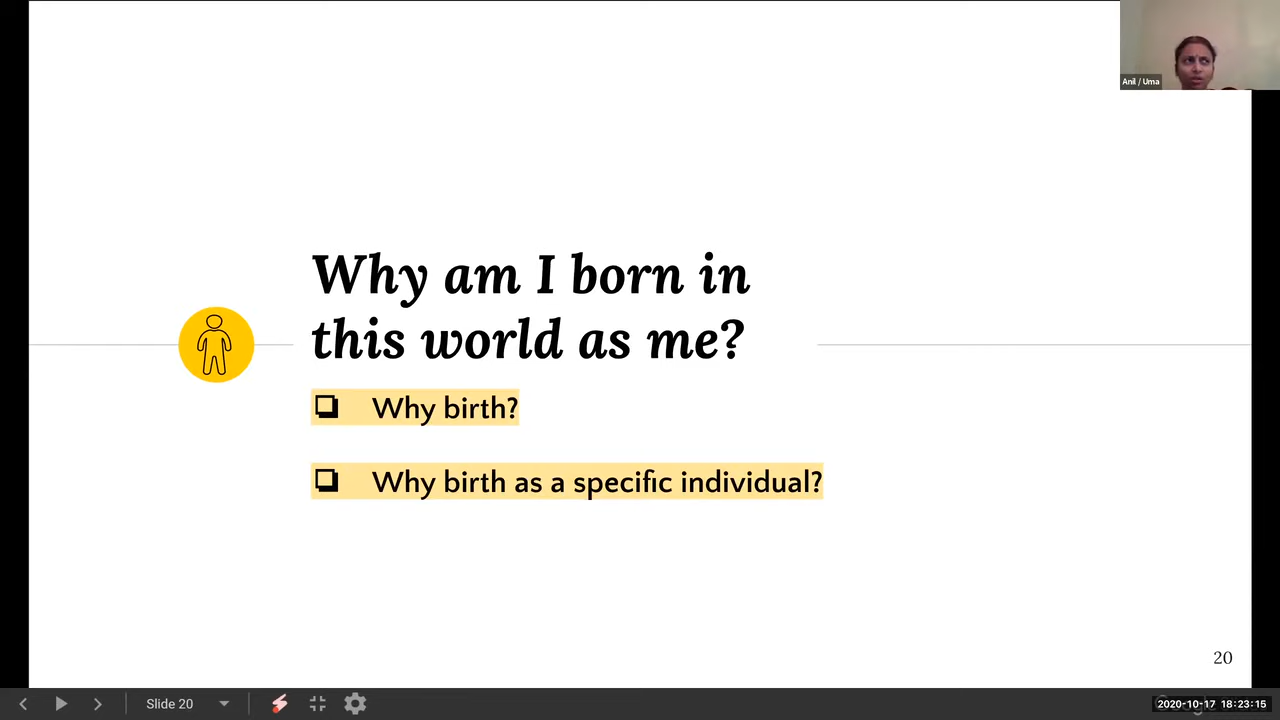 Anil / Uma
Why am I born in
this world as me?
❏ Why birth?
❏ Why birth as a specific individual?
20
Slide 20
2020-10-17 18:23:15